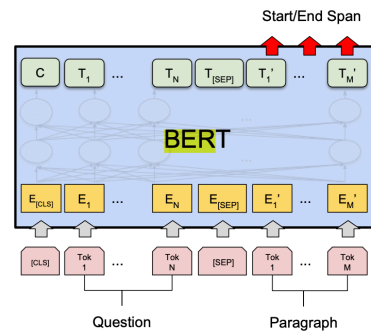 Start/End Span
C T1 ... TN T[SEP] T1' ... TM'
BERT
E[CLS] E1 ... EN E[SEP] E1' ... EM'
[CLS] Tok 1 ... Tok N [SEP] Tok 1 ... Tok M
Question Paragraph